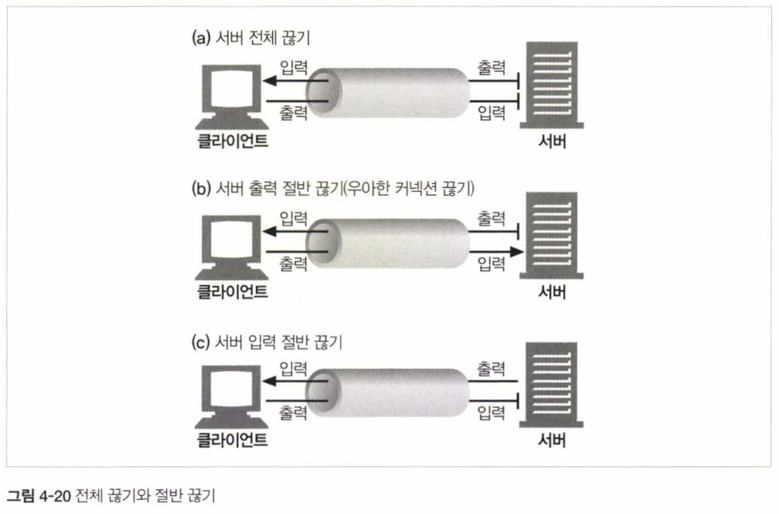 (a) 서버 전체 끊기
입력 출력
출력 입력
클라이언트 서버
(b) 서버 출력 절반 끊기(우아한 커넥션 끊기)
입력 출력
출력 입력
클라이언트 서버
(c) 서버 입력 절반 끊기
입력 출력
출력 입력
클라이언트 서버
그림 4-20 전체 끊기와 절반 끊기